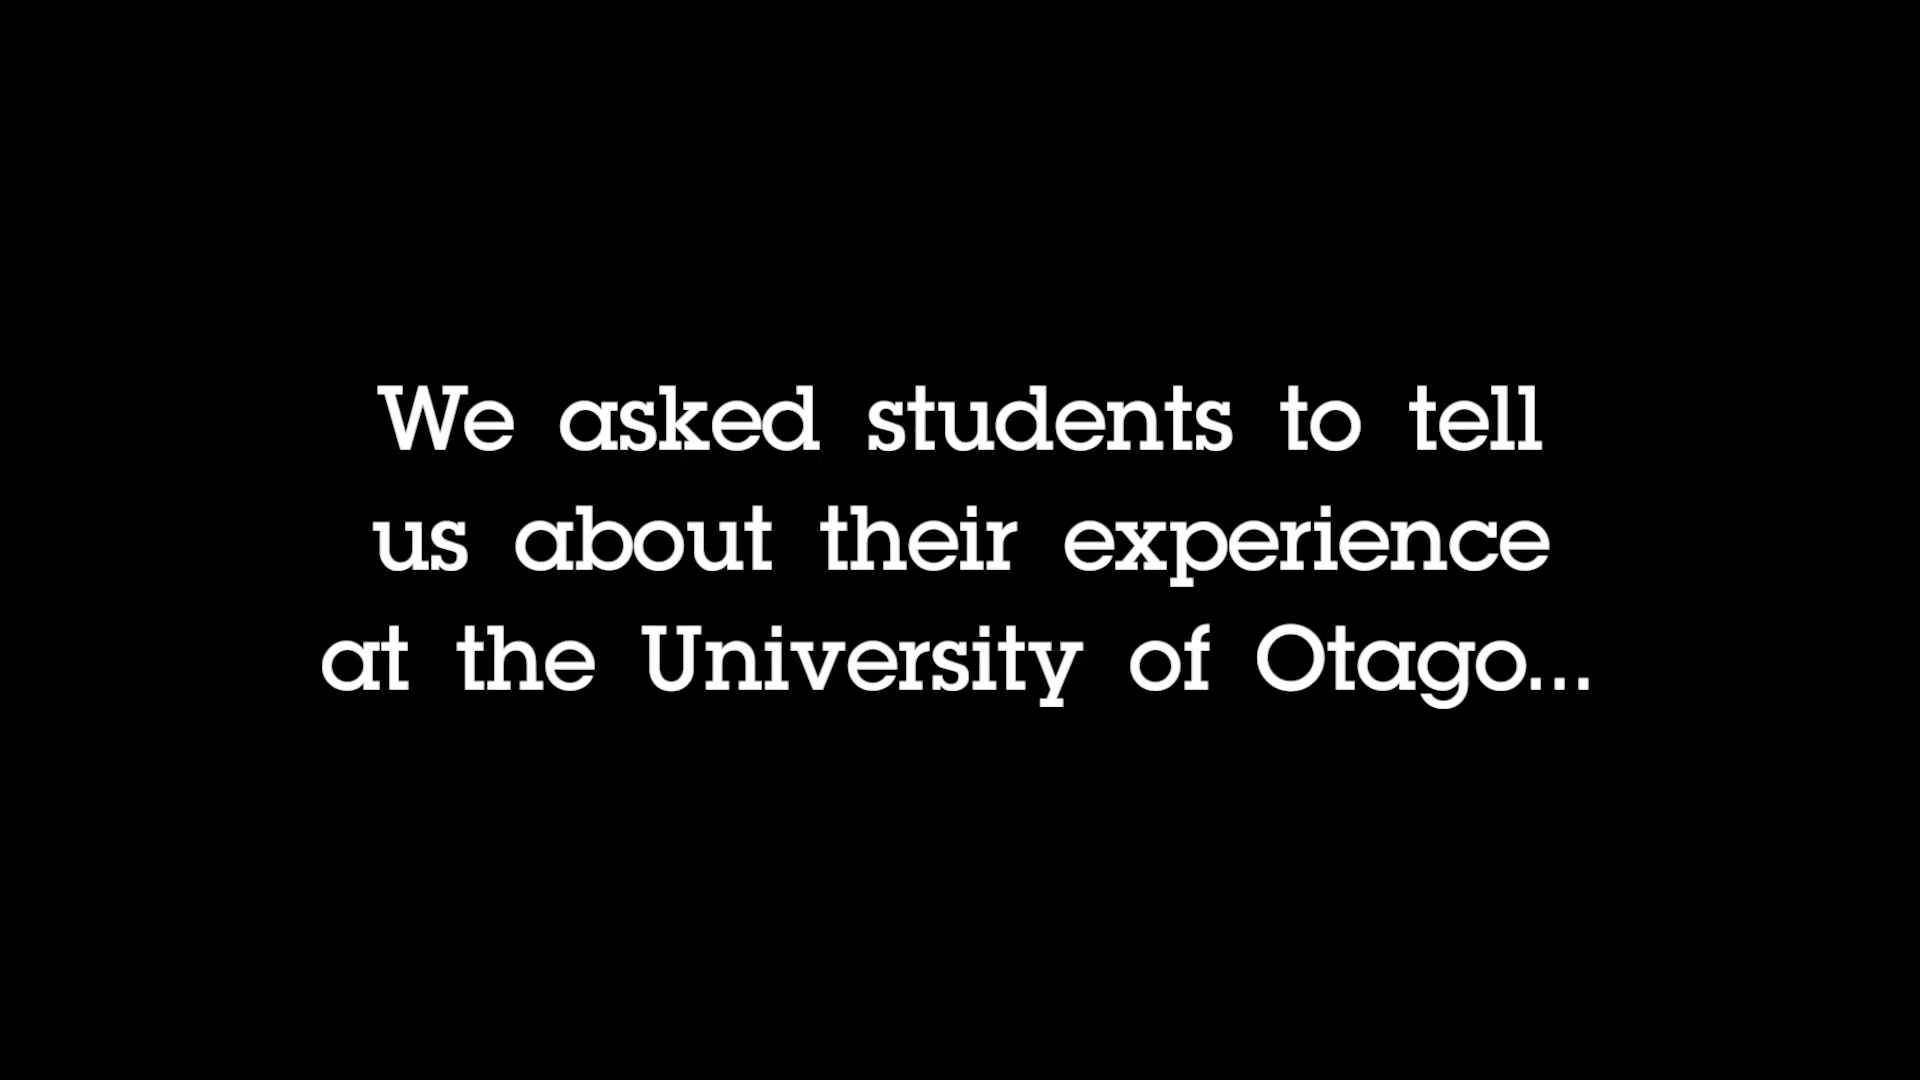 We asked students to tell
us about their experience
at the University of Otago...